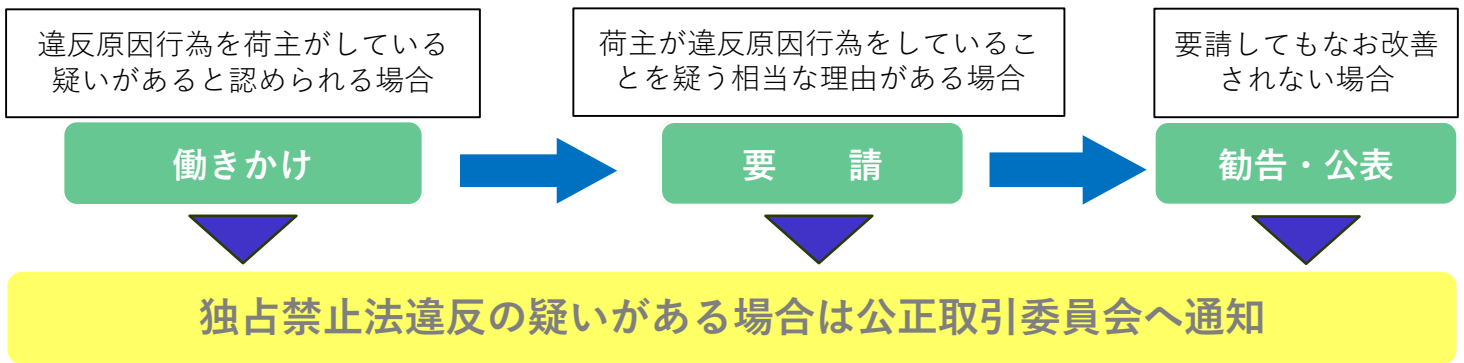 違反原因行為を荷主がしている
疑いがあると認められる場合
荷主が違反原因行為をしているこ
とを疑う相当な理由がある場合
要請してもなお改善
されない場合
働きかけ
要　　請
勧告・公表
独占禁止法違反の疑いがある場合は公正取引委員会へ通知